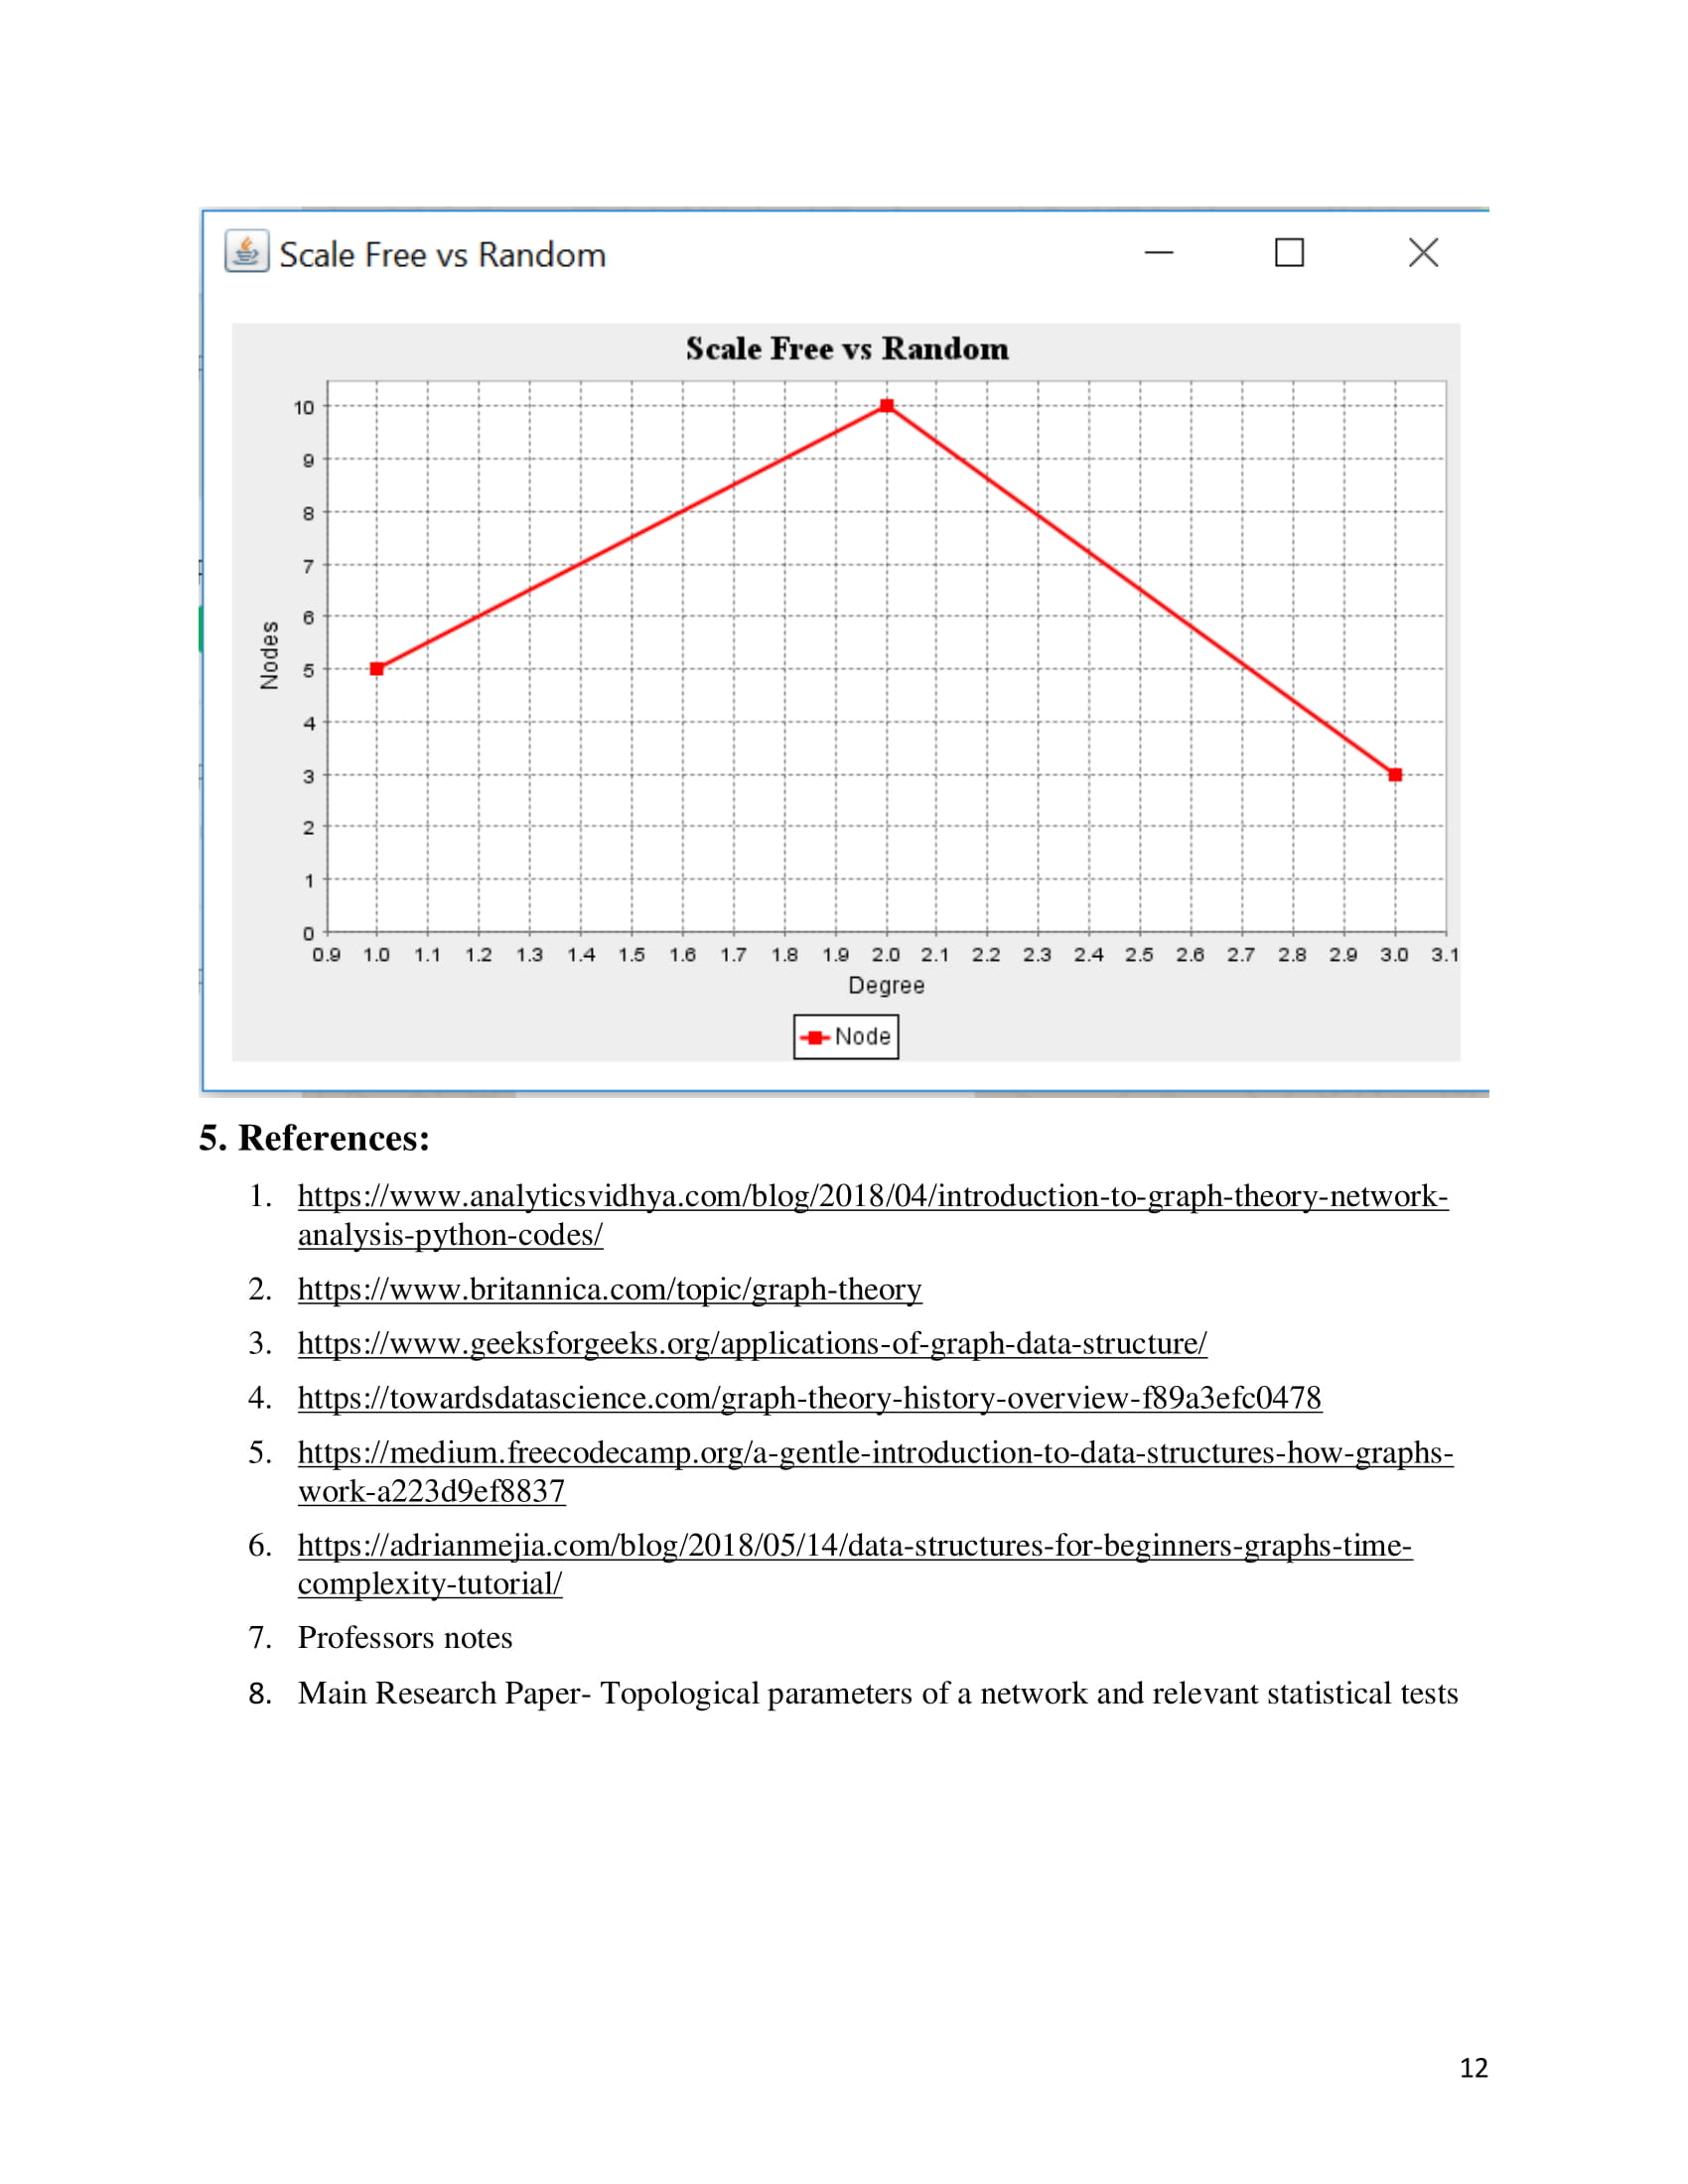 Scale Free vs Random
Scale Free vs Random
10
9
8
7
6
5
4
3
2
1
0
Nodes
0.9 1.0 1.1 1.2 1.3 1.4 1.5 1.6 1.7 1.8 1.9 2.0 2.1 2.2 2.3 2.4 2.5 2.6 2.7 2.8 2.9 3.0 3.1
Degree
Node
5. References:
1. https://www.analyticsvidhya.com/blog/2018/04/introduction-to-graph-theory-network-
analysis-python-codes/
2. https://www.britannica.com/topic/graph-theory
3. https://www.geeksforgeeks.org/applications-of-graph-data-structure/
4. https://towardsdatascience.com/graph-theory-history-overview-f89a3efc0478
5. https://medium.freecodecamp.org/a-gentle-introduction-to-data-structures-how-graphs-
work-a223d9ef8837
6. https://adrianmejia.com/blog/2018/05/14/data-structures-for-beginners-graphs-time-
complexity-tutorial/
7. Professors notes
8. Main Research Paper- Topological parameters of a network and relevant statistical tests
12